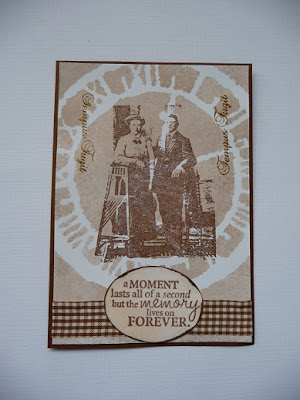 Tempus Fugit
Tempus Fugit
a MOMENT
lasts all of a second
but the memory
lives on
FOREVER.